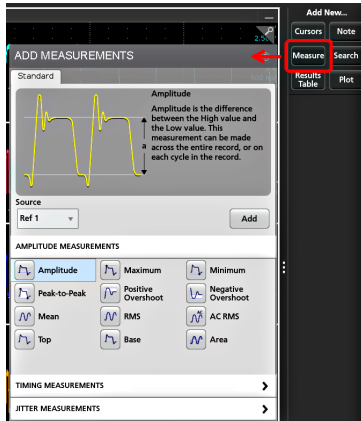 Add New...
Cursors
Note
Measure
Search
Results
Table
Plot
ADD MEASUREMENTS
Standard
Amplitude
Amplitude is the difference
between the High value and
the Low value. This
measurement can be made
across the entire record, or on
each cycle in the record.
a
Source
Ref 1
Add
AMPLITUDE MEASUREMENTS
Amplitude
Maximum
Minimum
Peak-to-Peak
Positive
Overshoot
Negative
Overshoot
Mean
RMS
AC RMS
Top
Base
Area
TIMING MEASUREMENTS
JITTER MEASUREMENTS